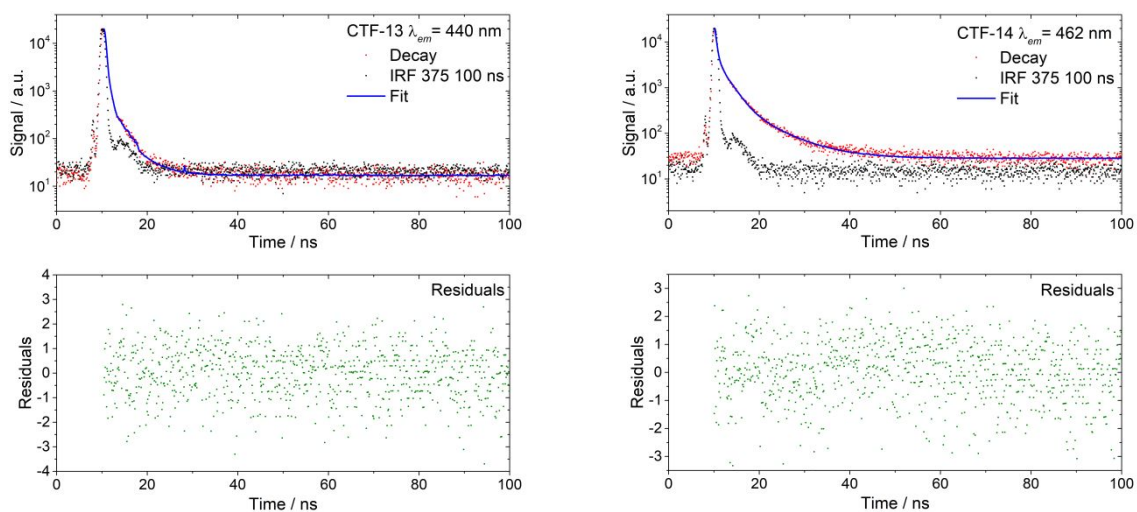 CTF-13 λem = 440 nm
Decay
IRF 375 100 ns
Fit
Signal / a.u.
10^4
10^3
10^2
10^1
0 20 40 60 80 100
Time / ns
CTF-14 λem = 462 nm
Decay
IRF 375 100 ns
Fit
Signal / a.u.
10^4
10^3
10^2
10^1
0 20 40 60 80 100
Time / ns
Residuals
Residuals
4
3
2
1
0
-1
-2
-3
-4
0 20 40 60 80 100
Time / ns
Residuals
Residuals
3
2
1
0
-1
-2
-3
0 20 40 60 80 100
Time / ns